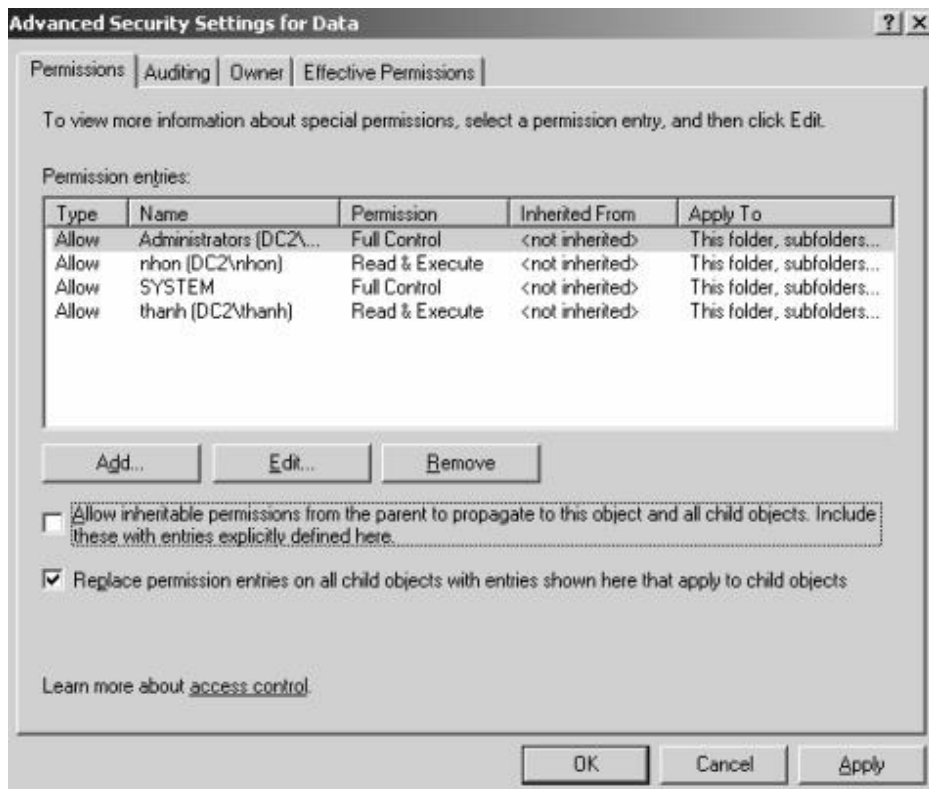 Advanced Security Settings for Data
Permissions Auditing Owner Effective Permissions
To view more information about special permissions, select a permission entry, and then click Edit.
Permission entries:
Type Name Permission Inherited From Apply To
Allow Administrators (DC2\... Full Control <not inherited> This folder, subfolders...
Allow nhon (DC2\nhon) Read & Execute <not inherited> This folder, subfolders...
Allow SYSTEM Full Control <not inherited> This folder, subfolders...
Allow thanh (DC2\thanh) Read & Execute <not inherited> This folder, subfolders...
Add... Edit... Remove
Allow inheritable permissions from the parent to propagate to this object and all child objects. Include
these with entries explicitly defined here.
Replace permission entries on all child objects with entries shown here that apply to child objects
Learn more about access control.
OK Cancel Apply